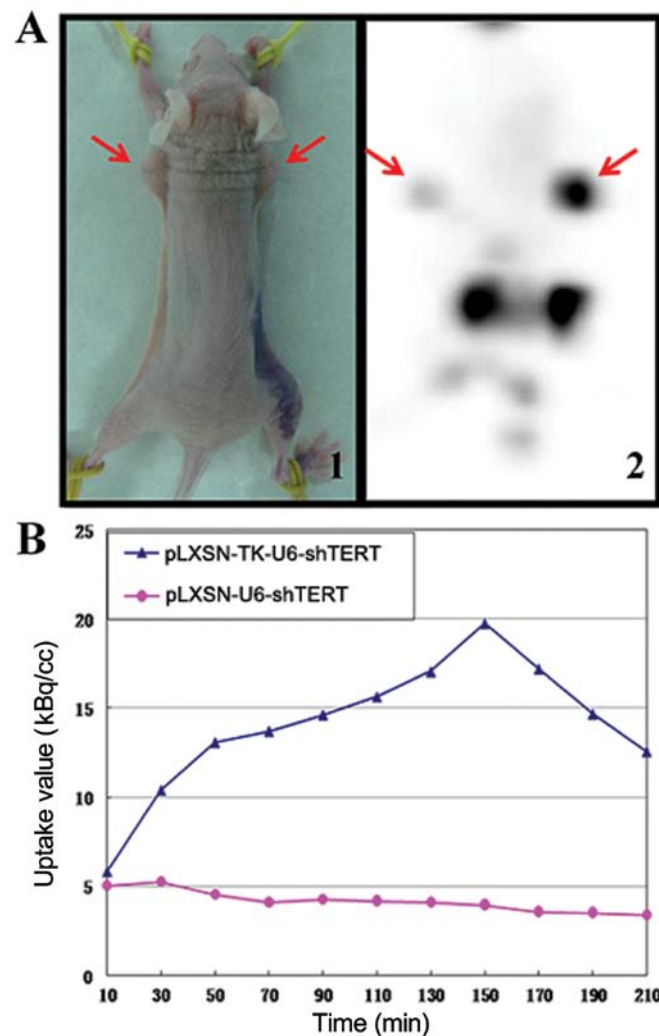 A
1
2
B
pLXSN-TK-U6-shTERT
pLXSN-U6-shTERT
Uptake value (kBq/cc)
25
20
15
10
5
0
10 30 50 70 90 110 130 150 170 190 210
Time (min)